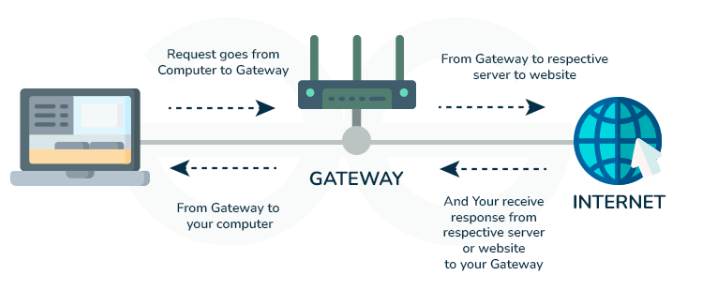 Request goes from
Computer to Gateway
From Gateway to respective
server to website
GATEWAY
INTERNET
From Gateway to
your computer
And Your receive
response from
respective server
or website
to your Gateway